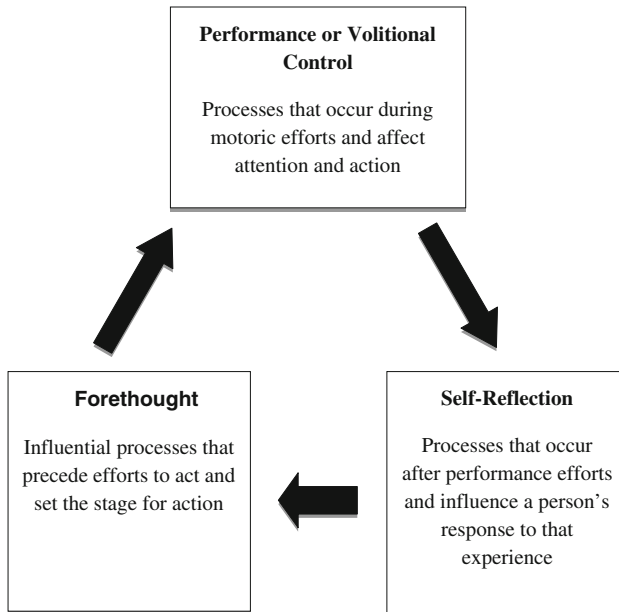 Performance or Volitional
Control
Processes that occur during
motoric efforts and affect
attention and action
Forethought
Influential processes that
precede efforts to act and
set the stage for action
Self-Reflection
Processes that occur
after performance efforts
and influence a person’s
response to that
experience